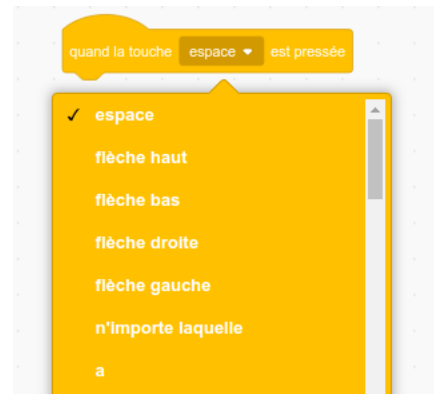 quand la touche espace est pressée
espace
flèche haut
flèche bas
flèche droite
flèche gauche
n'importe laquelle
a